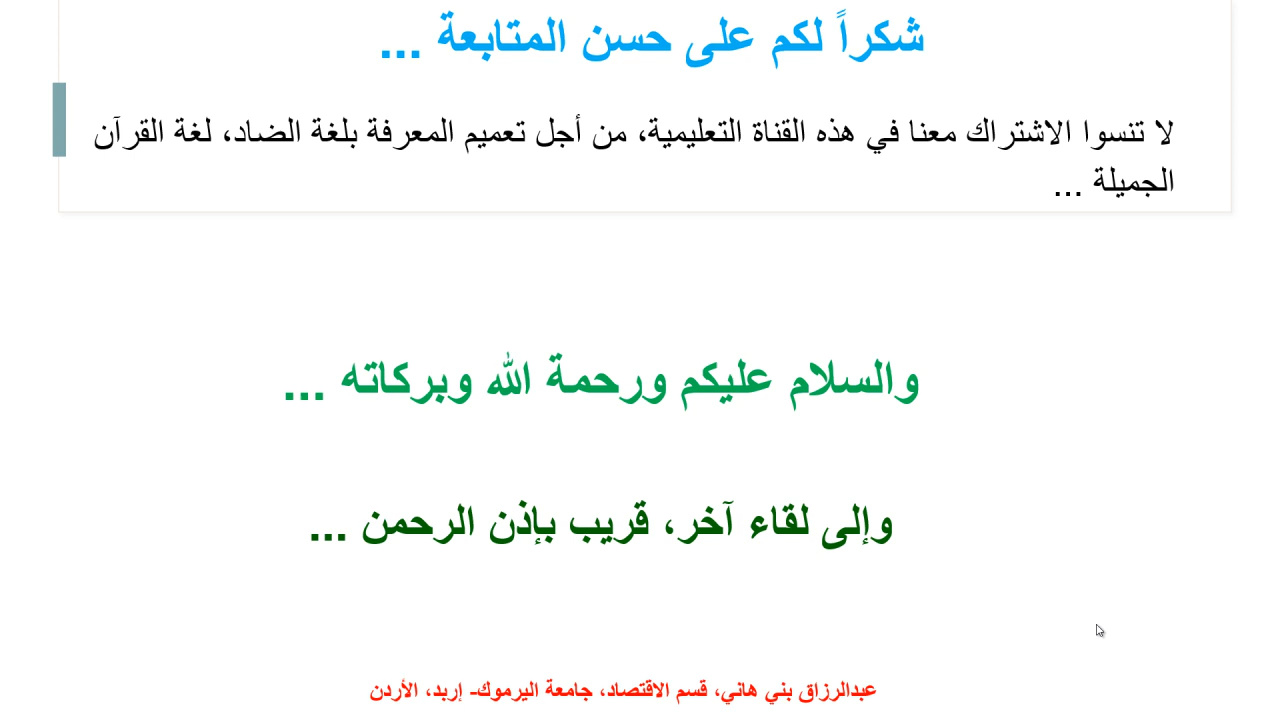 شكراً لكم على حسن المتابعة ...
لا تنسوا الاشتراك معنا في هذه القناة التعليمية، من أجل تعميم المعرفة بلغة الضاد، لغة القرآن
الجميلة ...
والسلام عليكم ورحمة الله وبركاته ...
وإلى لقاء آخر، قريب بإذن الرحمن ...
عبدالرزاق بني هاني، قسم الاقتصاد، جامعة اليرموك- إربد، الأردن